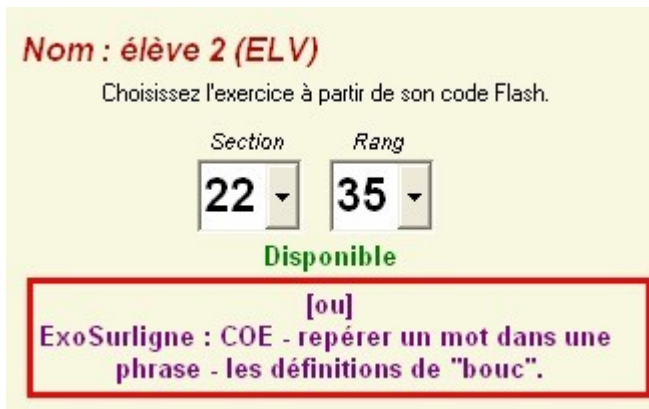 Nom : élève 2 (ELV)
Choisissez l'exercice à partir de son code Flash.
Section Rang
22 35
Disponible
[ou]
ExoSurligne : COE - repérer un mot dans une
phrase - les définitions de "bouc".